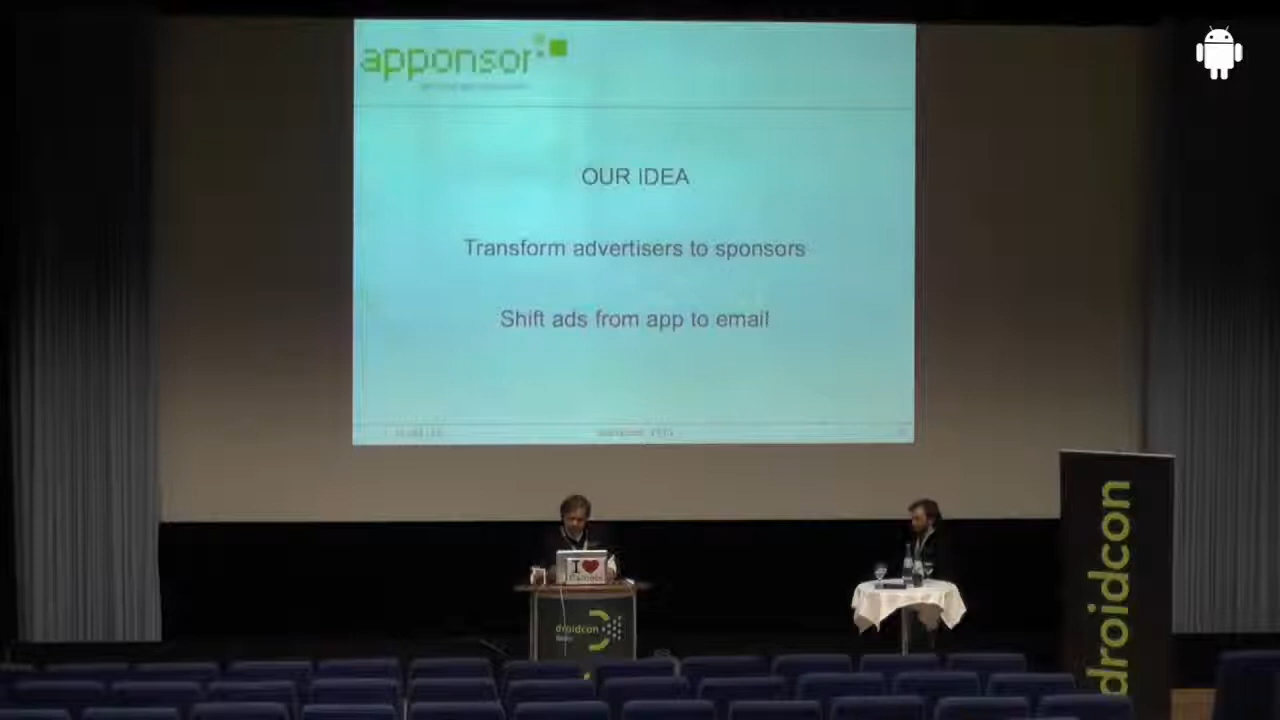 apponsor
OUR IDEA
Transform advertisers to sponsors
Shift ads from app to email
I
droidcon
droidcon